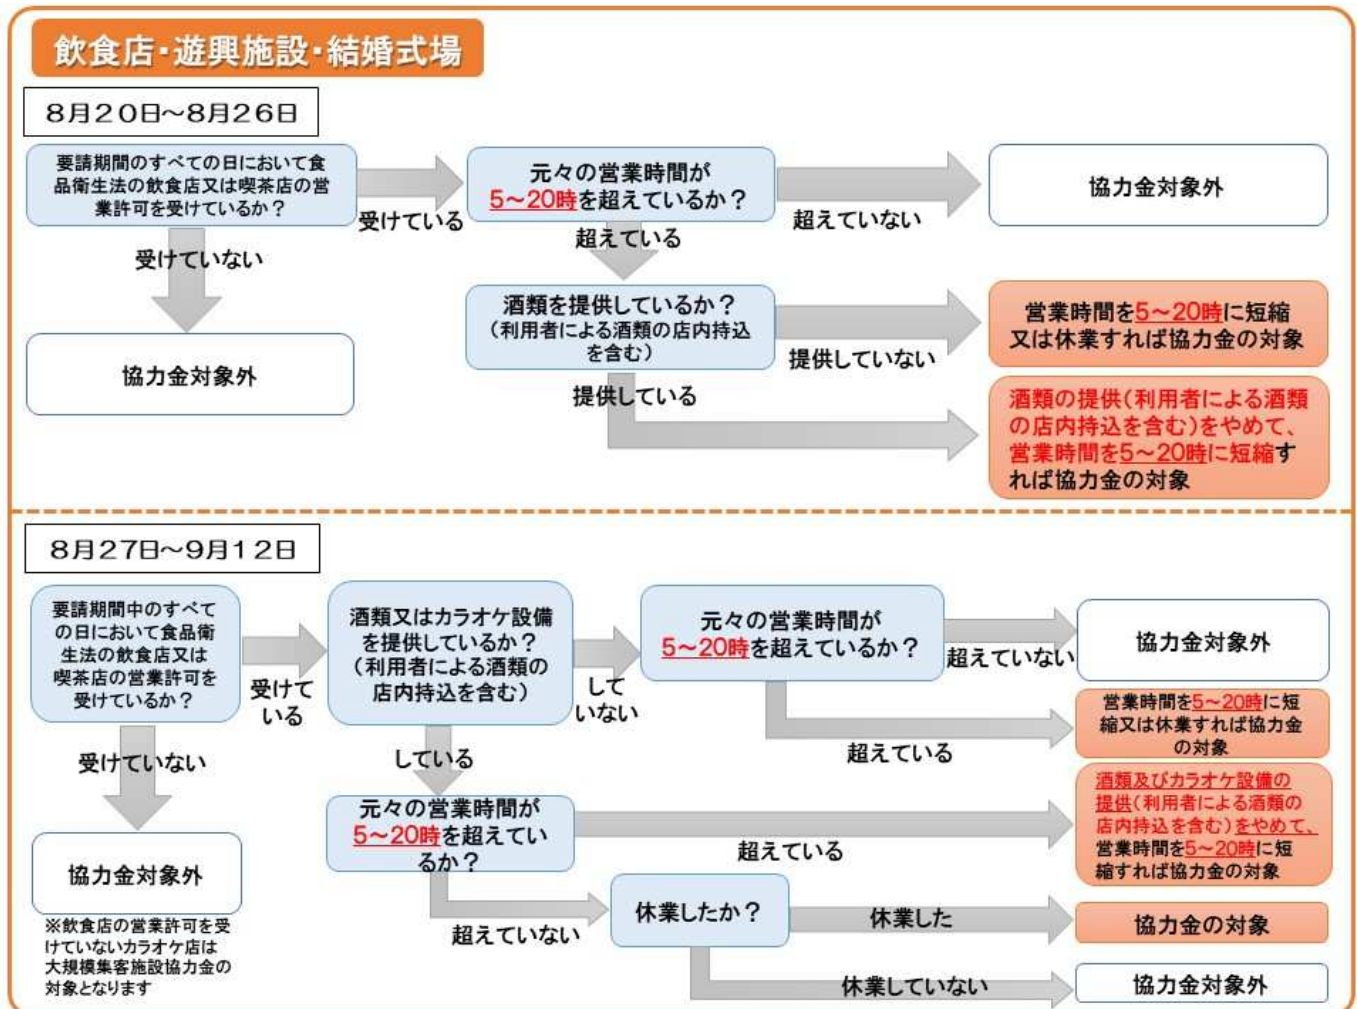 飲食店・遊興施設・結婚式場
8月20日~8月26日
要請期間のすべての日において食
品衛生法の飲食店又は喫茶店の営
業許可を受けているか?
受けている
元々の営業時間が
5~20時を超えているか?
超えていない
協力金対象外
受けていない
協力金対象外
超えている
酒類を提供しているか?
(利用者による酒類の店内持込
を含む)
提供していない
営業時間を5~20時に短縮
又は休業すれば協力金の対象
提供している
酒類の提供(利用者による酒類
の店内持込を含む)をやめて、
営業時間を5~20時に短縮す
れば協力金の対象
8月27日~9月12日
要請期間中のすべて
の日において食品衛
生法の飲食店又は
喫茶店の営業許可を
受けているか?
受けて
いる
酒類又はカラオケ設備
を提供しているか?
(利用者による酒類の
店内持込を含む)
して
いない
元々の営業時間が
5~20時を超えているか?
超えていない
協力金対象外
超えている
営業時間を5~20時に短
縮又は休業すれば協力金
の対象
受けていない
協力金対象外
※飲食店の営業許可を受
けていないカラオケ店は
大規模集客施設協力金の
対象となります
している
元々の営業時間が
5~20時を超えてい
るか?
超えている
酒類及びカラオケ設備の
提供(利用者による酒類の
店内持込を含む)をやめて、
営業時間を5~20時に短
縮すれば協力金の対象
超えていない
休業したか?
休業した
協力金の対象
休業していない
協力金対象外